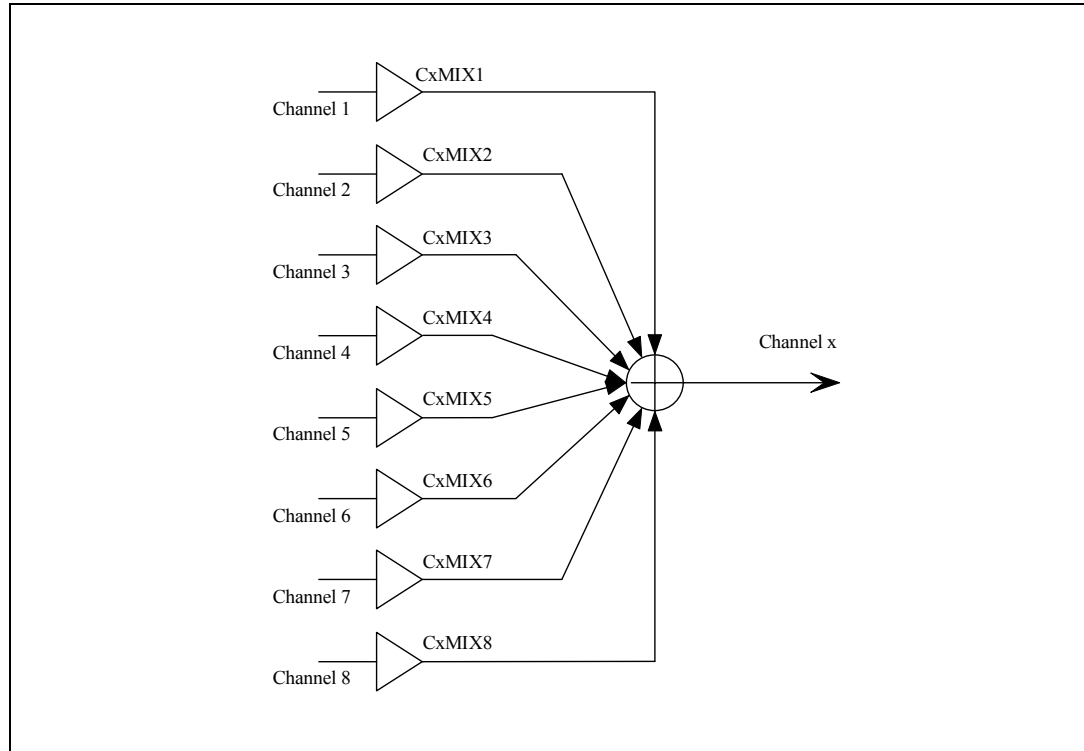 CxMIX1
Channel 1
CxMIX2
Channel 2
CxMIX3
Channel 3
CxMIX4
Channel 4
Channel x
CxMIX5
Channel 5
CxMIX6
Channel 6
CxMIX7
Channel 7
CxMIX8
Channel 8